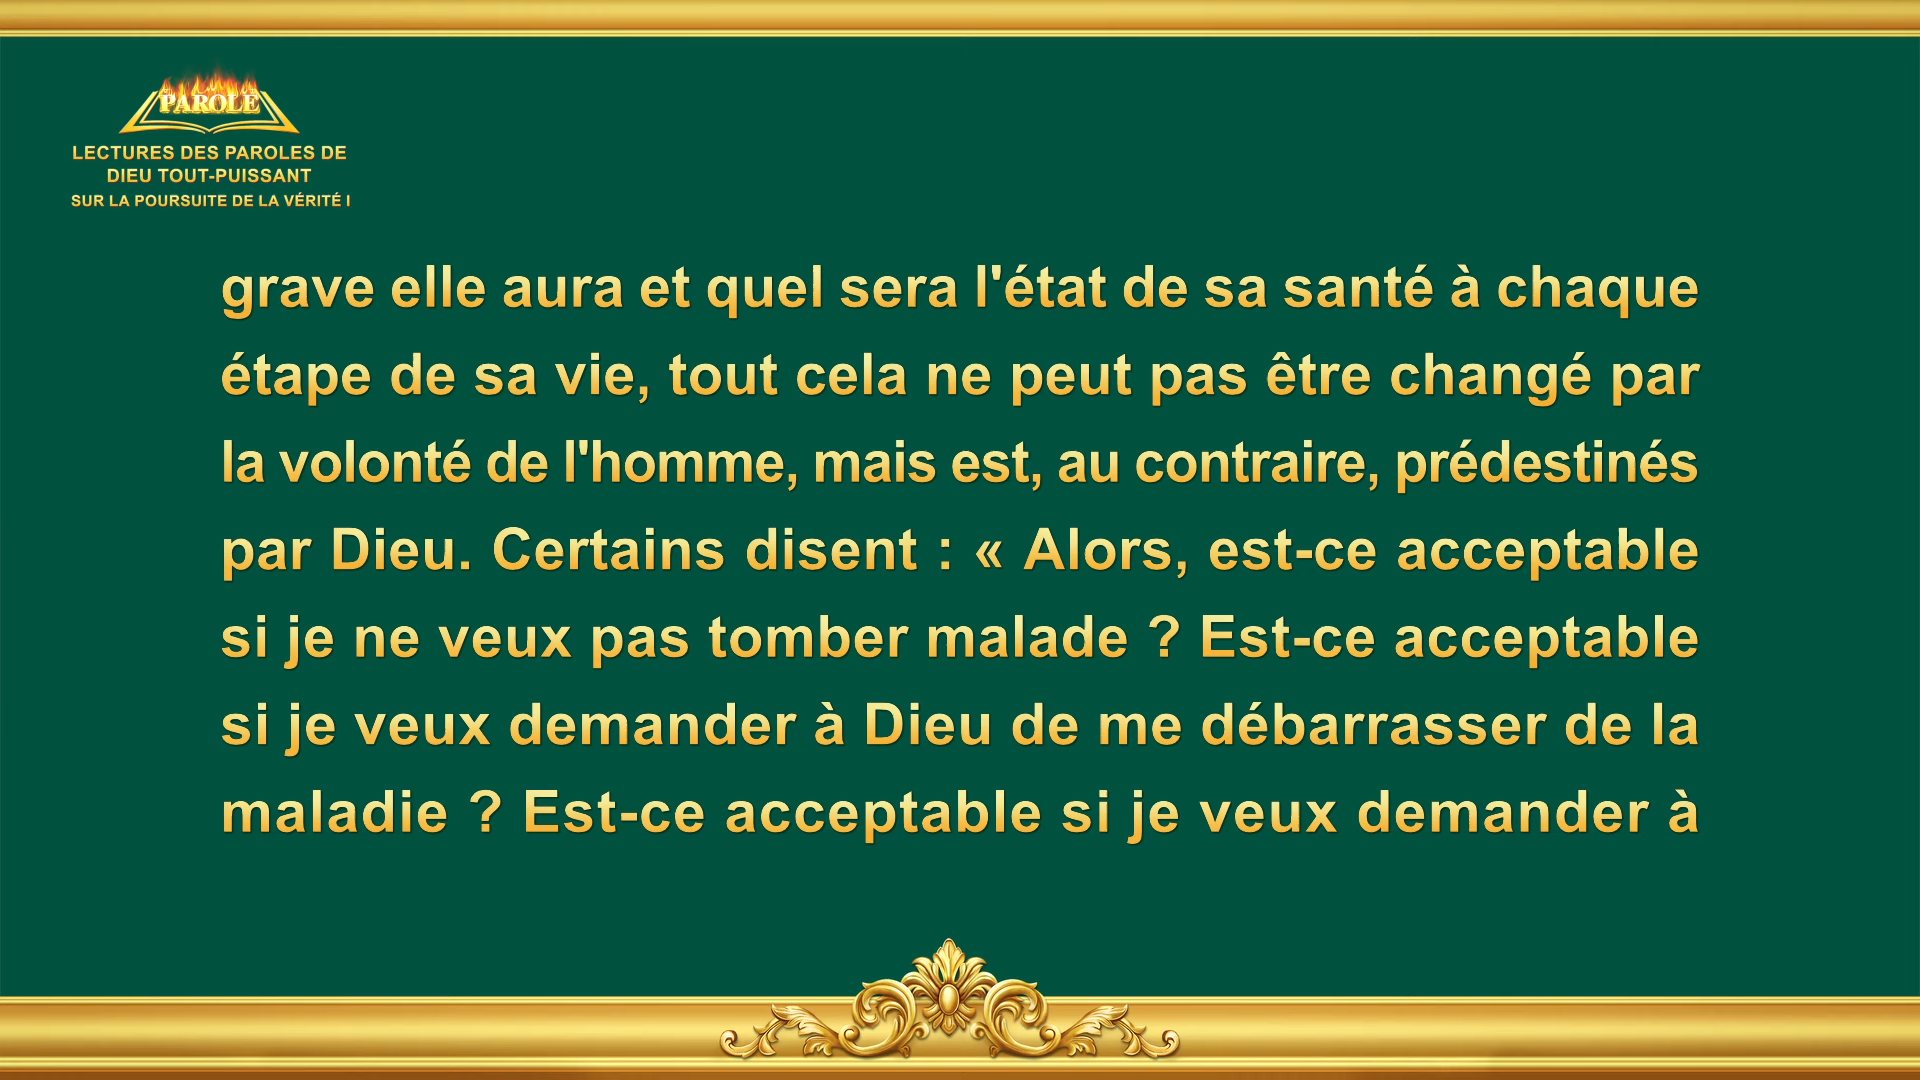 PAROLE
LECTURES DES PAROLES DE
DIEU TOUT-PUISSANT
SUR LA POURSUITE DE LA VÉRITÉ I
grave elle aura et quel sera l'état de sa santé à chaque
étape de sa vie, tout cela ne peut pas être changé par
la volonté de l'homme, mais est, au contraire, prédestinés
par Dieu. Certains disent : « Alors, est-ce acceptable
si je ne veux pas tomber malade ? Est-ce acceptable
si je veux demander à Dieu de me débarrasser de la
maladie ? Est-ce acceptable si je veux demander à